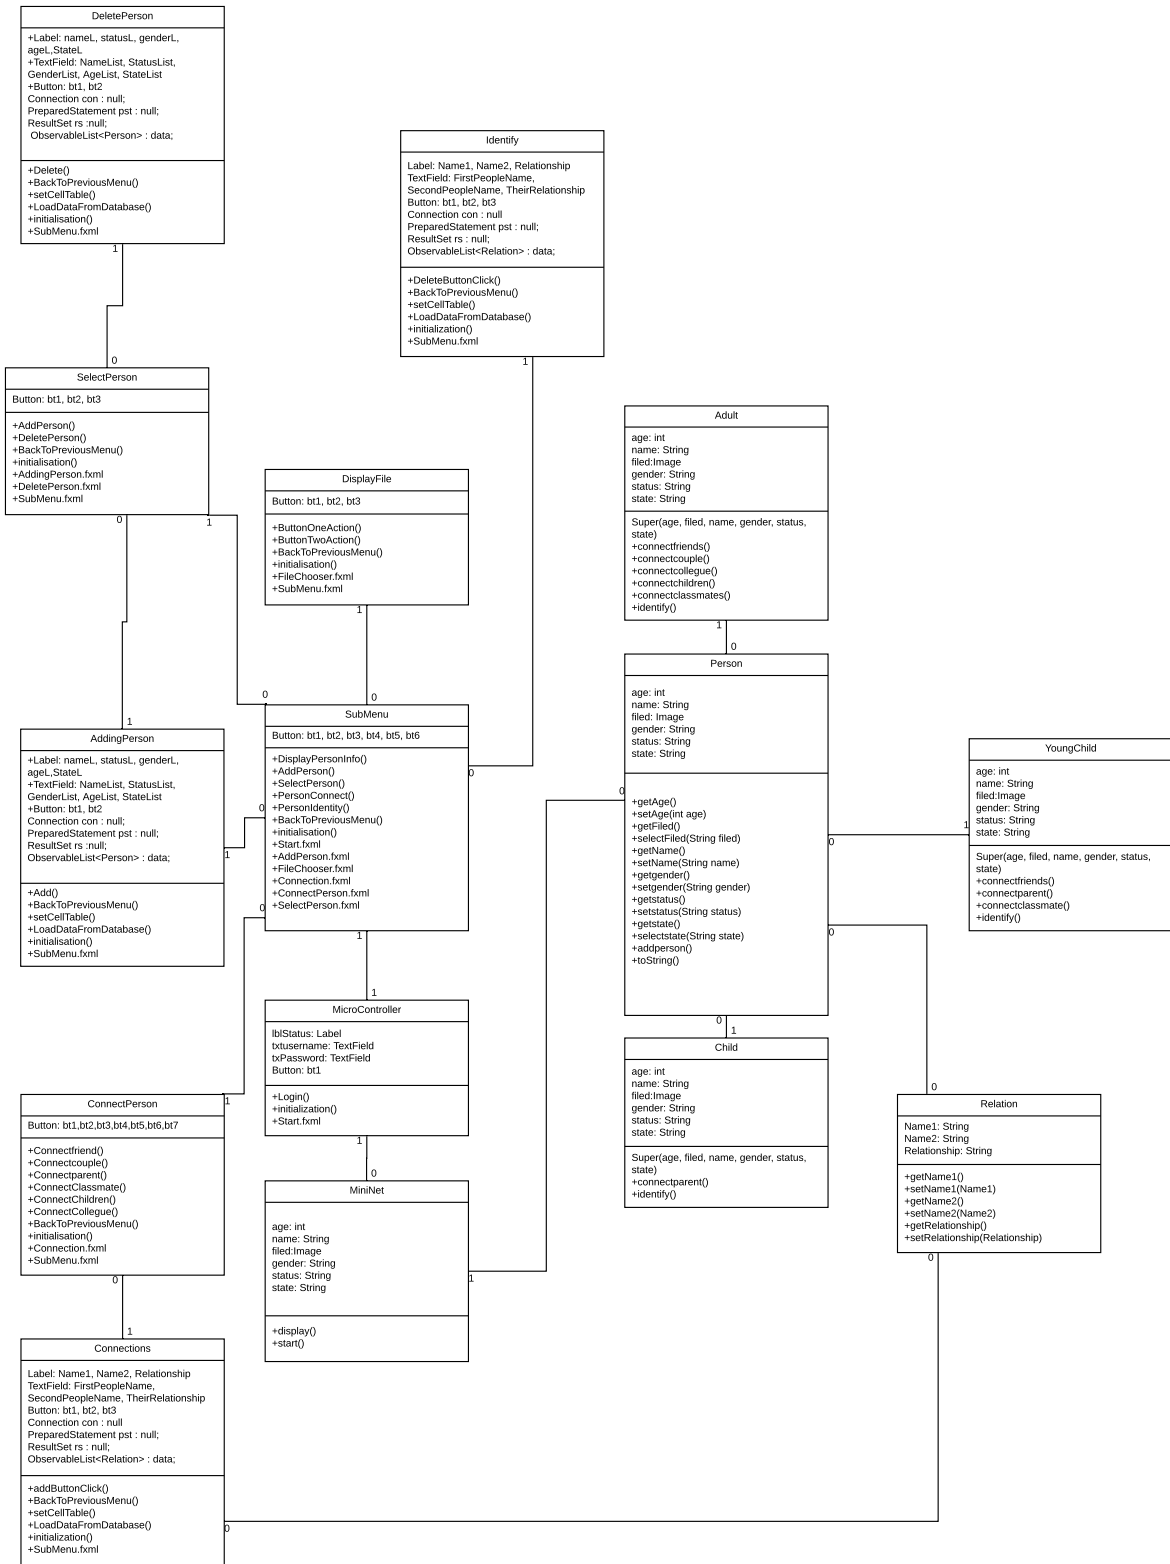 DeletePerson
+Label: nameL, statusL, genderL,
ageL,StateL
+TextField: NameList, StatusList,
GenderList, AgeList, StateList
+Button: bt1, bt2
Connection con : null;
PreparedStatement pst : null;
ResultSet rs :null;
ObservableList<Person> : data;
+Delete()
+BackToPreviousMenu()
+setCellTable()
+LoadDataFromDatabase()
+initialisation()
+SubMenu.fxml
1
0
Identify
Label: Name1, Name2, Relationship
TextField: FirstPeopleName,
SecondPeopleName, TheirRelationship
Button: bt1, bt2, bt3
Connection con : null
PreparedStatement pst : null;
ResultSet rs : null;
ObservableList<Relation> : data;
+DeleteButtonClick()
+BackToPreviousMenu()
+setCellTable()
+LoadDataFromDatabase()
+initialization()
+SubMenu.fxml
1
0
SelectPerson
Button: bt1, bt2, bt3
+AddPerson()
+DeletePerson()
+BackToPreviousMenu()
+initialisation()
+AddingPerson.fxml
+DeletePerson.fxml
+SubMenu.fxml
0
1
1
0
DisplayFile
Button: bt1, bt2, bt3
+ButtonOneAction()
+ButtonTwoAction()
+BackToPreviousMenu()
+initialisation()
+FileChooser.fxml
+SubMenu.fxml
1
0
Adult
age: int
name: String
filed:Image
gender: String
status: String
state: String
Super(age, filed, name, gender, status,
state)
+connectfriends()
+connectcouple()
+connectcollegue()
+connectchildren()
+connectclassmates()
+identify()
1
0
Person
age: int
name: String
filed: Image
gender: String
status: String
state: String
+getAge()
+setAge(int age)
+getFiled()
+selectFiled(String filed)
+getName()
+setName(String name)
+getgender()
+setgender(String gender)
+getstatus()
+setstatus(String status)
+getstate()
+selectstate(String state)
+addperson()
+toString()
0
0
1
0
0
1
YoungChild
age: int
name: String
filed:Image
gender: String
status: String
state: String
Super(age, filed, name, gender, status,
state)
+connectfriends()
+connectparent()
+connectclassmate()
+identify()
AddingPerson
+Label: nameL, statusL, genderL,
ageL,StateL
+TextField: NameList, StatusList,
GenderList, AgeList, StateList
+Button: bt1, bt2
Connection con : null;
PreparedStatement pst : null;
ResultSet rs :null;
ObservableList<Person> : data;
+Add()
+BackToPreviousMenu()
+setCellTable()
+LoadDataFromDatabase()
+initialisation()
+SubMenu.fxml
1
0
SubMenu
Button: bt1, bt2, bt3, bt4, bt5, bt6
+DisplayPersonInfo()
+AddPerson()
+SelectPerson()
+PersonConnect()
+PersonIdentity()
+BackToPreviousMenu()
+initialisation()
+Start.fxml
+AddPerson.fxml
+FileChooser.fxml
+Connection.fxml
+ConnectPerson.fxml
+SelectPerson.fxml
0
1
1
MicroController
lblStatus: Label
txtusername: TextField
txPassword: TextField
Button: bt1
+Login()
+initialization()
+Start.fxml
1
0
MiniNet
age: int
name: String
filed:Image
gender: String
status: String
state: String
+display()
+start()
1
Child
age: int
name: String
filed:Image
gender: String
status: String
state: String
Super(age, filed, name, gender, status,
state)
+connectparent()
+identify()
0
Relation
Name1: String
Name2: String
Relationship: String
+getName1()
+setName1(Name1)
+getName2()
+setName2(Name2)
+getRelationship()
+setRelationship(Relationship)
0
ConnectPerson
Button: bt1,bt2,bt3,bt4,bt5,bt6,bt7
+Connectfriend()
+Connectcouple()
+Connectparent()
+ConnectClassmate()
+ConnectChildren()
+ConnectCollegue()
+BackToPreviousMenu()
+initialisation()
+Connection.fxml
+SubMenu.fxml
1
0
1
Connections
Label: Name1, Name2, Relationship
TextField: FirstPeopleName,
SecondPeopleName, TheirRelationship
Button: bt1, bt2, bt3
Connection con : null
PreparedStatement pst : null;
ResultSet rs : null;
ObservableList<Relation> : data;
+addButtonClick()
+BackToPreviousMenu()
+setCellTable()
+LoadDataFromDatabase()
+initialization()
+SubMenu.fxml
0